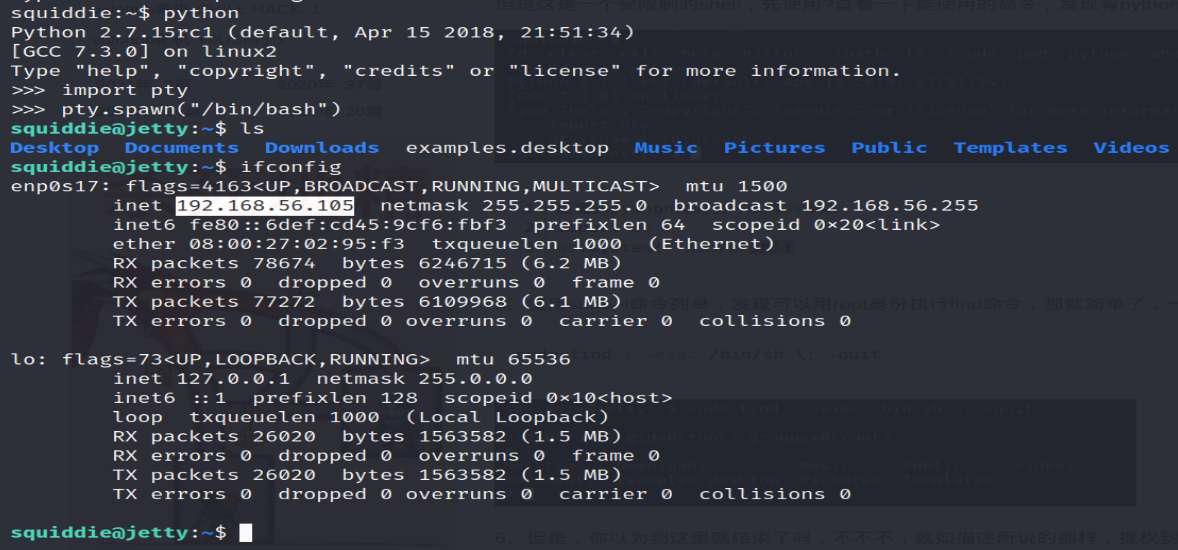 squiddie:~$ python
Python 2.7.15rc1 (default, Apr 15 2018, 21:51:34)
[GCC 7.3.0] on linux2
Type "help", "copyright", "credits" or "license" for more information.
>>> import pty
>>> pty.spawn("/bin/bash")
squiddie@jetty:~$ ls
Desktop Documents Downloads examples.desktop Music Pictures Public Templates Videos
squiddie@jetty:~$ ifconfig
enp0s17: flags=4163<UP,BROADCAST,RUNNING,MULTICAST> mtu 1500
inet 192.168.56.105 netmask 255.255.255.0 broadcast 192.168.56.255
inet6 fe80::6def:cd45:9cf6:fbf3 prefixlen 64 scopeid 0×20<link>
ether 08:00:27:02:95:f3 txqueuelen 1000 (Ethernet)
RX packets 78674 bytes 6246715 (6.2 MB)
RX errors 0 dropped 0 overruns 0 frame 0
TX packets 77272 bytes 6109968 (6.1 MB)
TX errors 0 dropped 0 overruns 0 carrier 0 collisions 0
lo: flags=73<UP,LOOPBACK,RUNNING> mtu 65536
inet 127.0.0.1 netmask 255.0.0.0
inet6 ::1 prefixlen 128 scopeid 0×10<host>
loop txqueuelen 1000 (Local Loopback)
RX packets 26020 bytes 1563582 (1.5 MB)
RX errors 0 dropped 0 overruns 0 frame 0
TX packets 26020 bytes 1563582 (1.5 MB)
TX errors 0 dropped 0 overruns 0 carrier 0 collisions 0
squiddie@jetty:~$